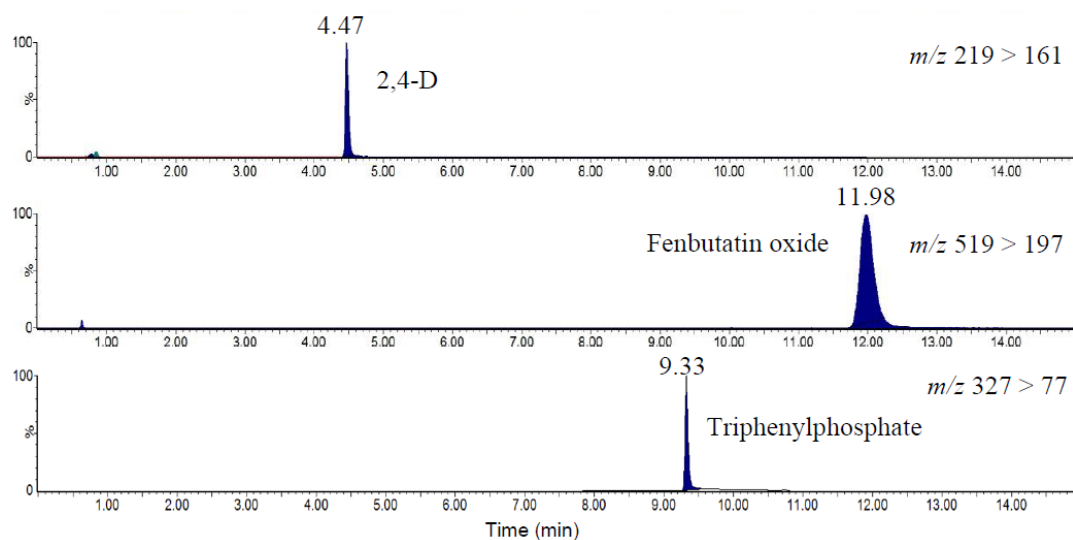 4.47
100
m/z 219 > 161
2,4-D
%
0
1.00 2.00 3.00 4.00 5.00 6.00 7.00 8.00 9.00 10.00 11.00 12.00 13.00 14.00
11.98
100
Fenbutatin oxide
m/z 519 > 197
%
0
1.00 2.00 3.00 4.00 5.00 6.00 7.00 8.00 9.00 10.00 11.00 12.00 13.00 14.00
9.33
100
m/z 327 > 77
Triphenylphosphate
%
0
1.00 2.00 3.00 4.00 5.00 6.00 7.00 8.00 9.00 10.00 11.00 12.00 13.00 14.00
Time (min)